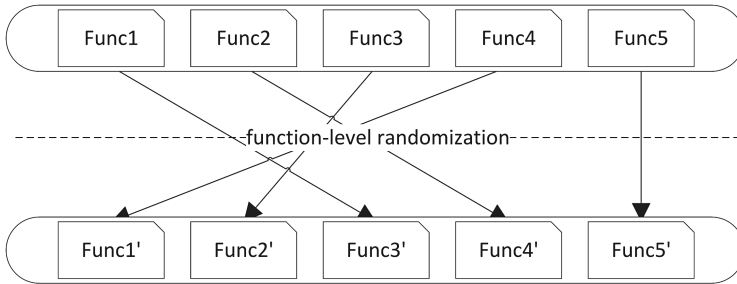 Func1 Func2 Func3 Func4 Func5
function-level randomization
Func1' Func2' Func3' Func4' Func5'